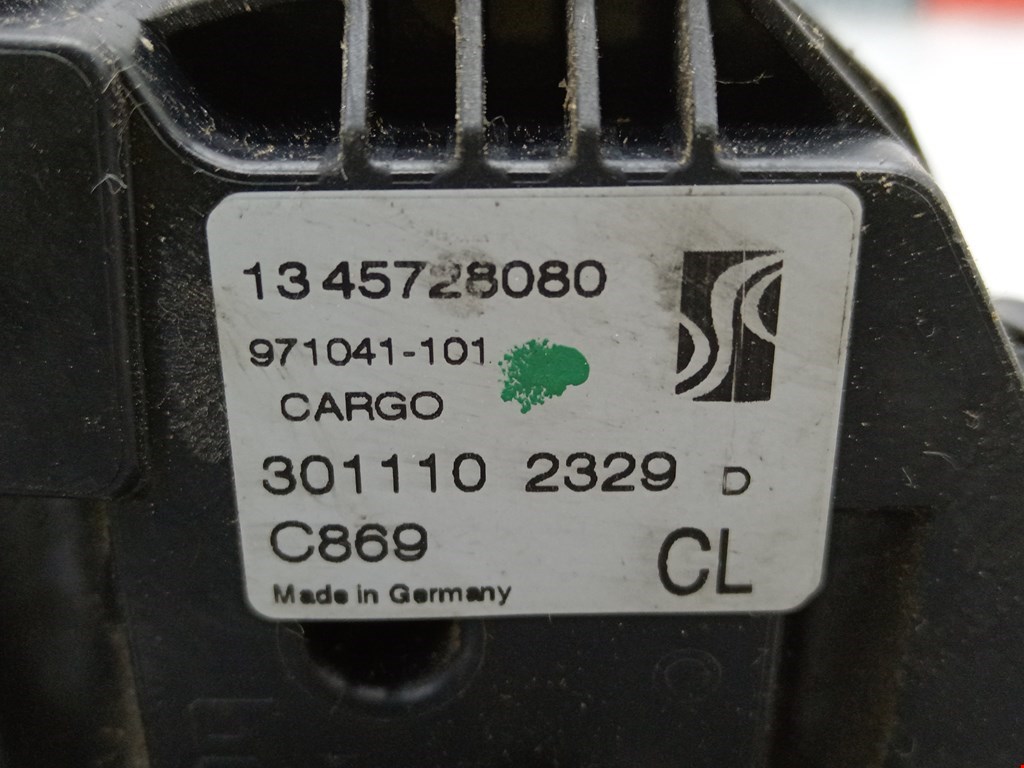 1345728080
971041-101
CARGO
301110 2329 D
C869
CL
Made in Germany